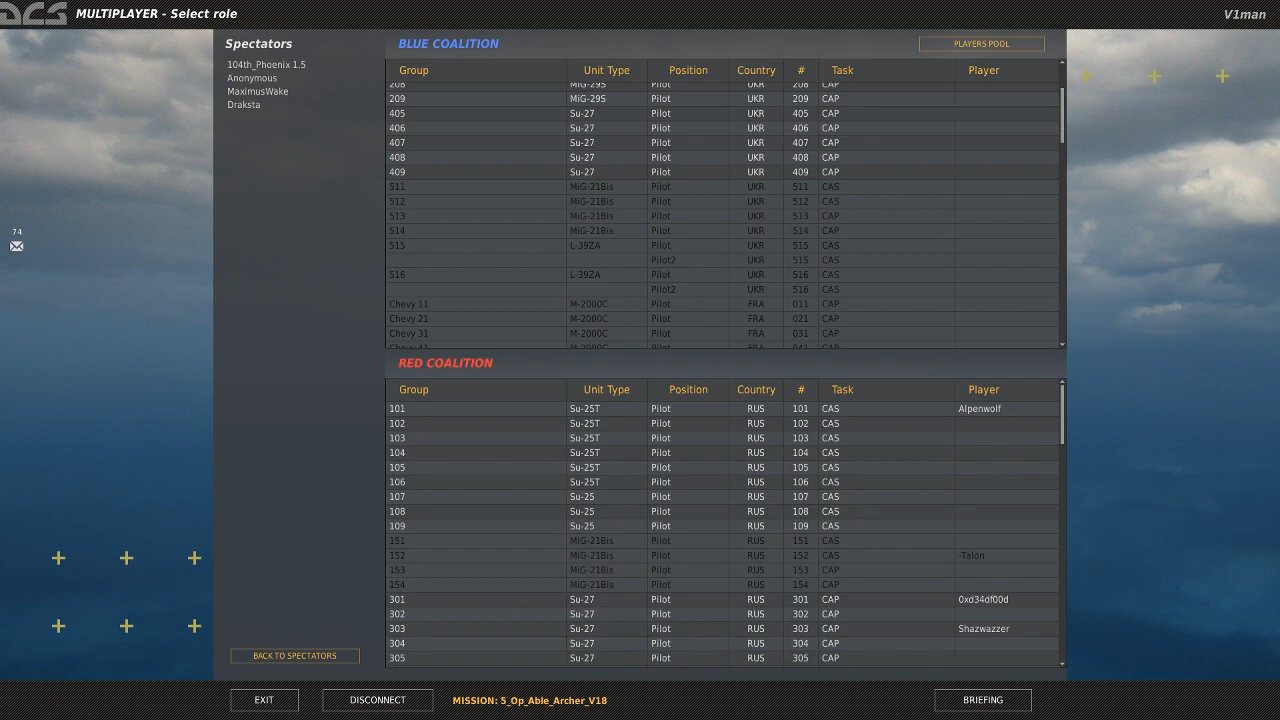 DCS MULTIPLAYER - Select role V1man
Spectators
104th_Phoenix 1.5
Anonymous
MaximusWake
Draksta
74
BACK TO SPECTATORS
BLUE COALITION PLAYERS POOL
Group Unit Type Position Country # Task Player
208 MiG-29S Pilot UKR 208 CAP
209 MiG-29S Pilot UKR 209 CAP
405 Su-27 Pilot UKR 405 CAP
406 Su-27 Pilot UKR 406 CAP
407 Su-27 Pilot UKR 407 CAP
408 Su-27 Pilot UKR 408 CAP
409 Su-27 Pilot UKR 409 CAP
511 MiG-21Bis Pilot UKR 511 CAS
512 MiG-21Bis Pilot UKR 512 CAS
513 MiG-21Bis Pilot UKR 513 CAP
514 MiG-21Bis Pilot UKR 514 CAP
515 L-39ZA Pilot UKR 515 CAS
Pilot2 UKR 515 CAS
516 L-39ZA Pilot UKR 516 CAS
Pilot2 UKR 516 CAS
Chevy 11 M-2000C Pilot FRA 011 CAP
Chevy 21 M-2000C Pilot FRA 021 CAP
Chevy 31 M-2000C Pilot FRA 031 CAP
Chevy 41 M-2000C Pilot FRA 041 CAP
RED COALITION
Group Unit Type Position Country # Task Player
101 Su-25T Pilot RUS 101 CAS Alpenwolf
102 Su-25T Pilot RUS 102 CAS
103 Su-25T Pilot RUS 103 CAS
104 Su-25T Pilot RUS 104 CAS
105 Su-25T Pilot RUS 105 CAS
106 Su-25T Pilot RUS 106 CAS
107 Su-25 Pilot RUS 107 CAS
108 Su-25 Pilot RUS 108 CAS
109 Su-25 Pilot RUS 109 CAS
151 MiG-21Bis Pilot RUS 151 CAS
152 MiG-21Bis Pilot RUS 152 CAS -Talon
153 MiG-21Bis Pilot RUS 153 CAP
154 MiG-21Bis Pilot RUS 154 CAP
301 Su-27 Pilot RUS 301 CAP 0xd34df00d
302 Su-27 Pilot RUS 302 CAP
303 Su-27 Pilot RUS 303 CAP Shazwazzer
304 Su-27 Pilot RUS 304 CAP
305 Su-27 Pilot RUS 305 CAP
EXIT DISCONNECT MISSION: 5_Op_Able_Archer_V18 BRIEFING